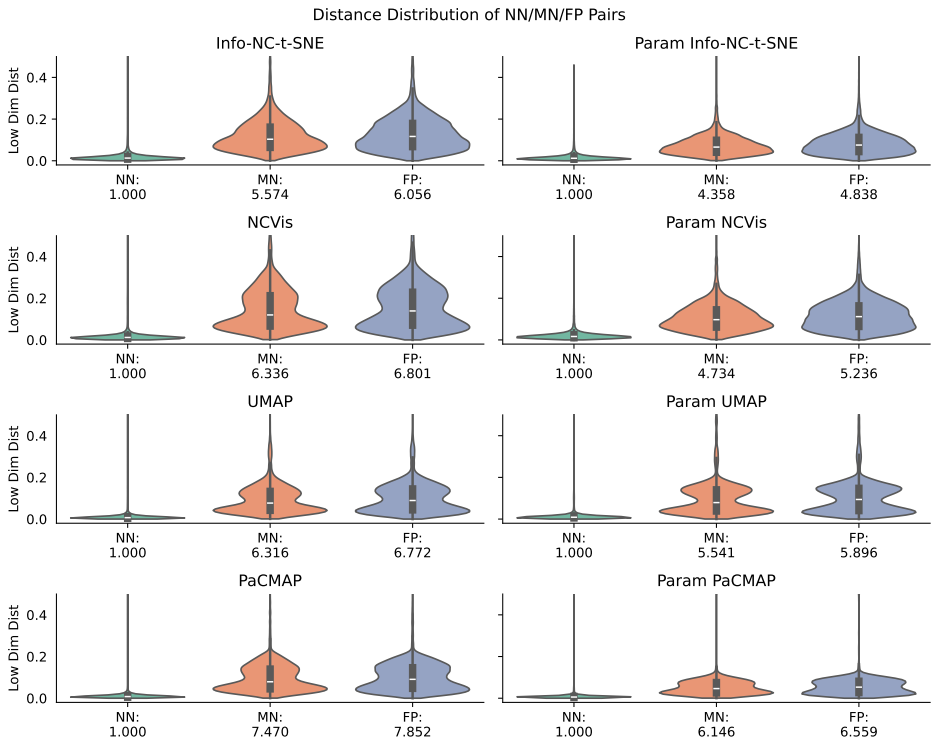 Distance Distribution of NN/MN/FP Pairs
Info-NC-t-SNE
Param Info-NC-t-SNE
Low Dim Dist
0.4
0.2
0.0
NN:
1.000
MN:
5.574
FP:
6.056
NN:
1.000
MN:
4.358
FP:
4.838
NCVis
Param NCVis
Low Dim Dist
0.4
0.2
0.0
NN:
1.000
MN:
6.336
FP:
6.801
NN:
1.000
MN:
4.734
FP:
5.236
UMAP
Param UMAP
Low Dim Dist
0.4
0.2
0.0
NN:
1.000
MN:
6.316
FP:
6.772
NN:
1.000
MN:
5.541
FP:
5.896
PaCMAP
Param PaCMAP
Low Dim Dist
0.4
0.2
0.0
NN:
1.000
MN:
7.470
FP:
7.852
NN:
1.000
MN:
6.146
FP:
6.559